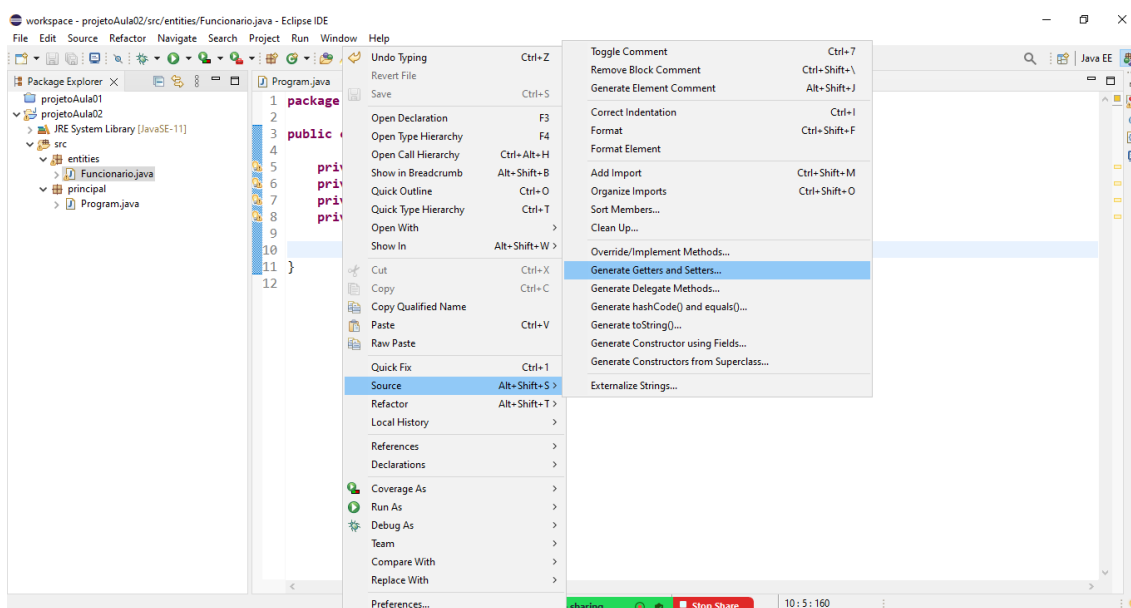 workspace - projetoAula02/src/entities/Funcionario.java - Eclipse IDE
File Edit Source Refactor Navigate Search Project Run Window Help
Java EE
Package Explorer
projetoAula01
projetoAula02
JRE System Library [JavaSE-11]
src
entities
Funcionario.java
principal
Program.java
Program.java
1 package
2
3 public
4
5 priv
6 priv
7 priv
8 priv
9
10
11 }
12
Undo Typing Ctrl+Z
Revert File
Save Ctrl+S
Open Declaration F3
Open Type Hierarchy F4
Open Call Hierarchy Ctrl+Alt+H
Show in Breadcrumb Alt+Shift+B
Quick Outline Ctrl+O
Quick Type Hierarchy Ctrl+T
Open With >
Show In Alt+Shift+W >
Cut Ctrl+X
Copy Ctrl+C
Copy Qualified Name
Paste Ctrl+V
Raw Paste
Quick Fix Ctrl+1
Source Alt+Shift+S >
Refactor Alt+Shift+T >
Local History >
References >
Declarations >
Coverage As >
Run As >
Debug As >
Team >
Compare With >
Replace With >
Preferences...
Toggle Comment Ctrl+7
Remove Block Comment Ctrl+Shift+\
Generate Element Comment Alt+Shift+J
Correct Indentation Ctrl+I
Format Ctrl+Shift+F
Format Element
Add Import Ctrl+Shift+M
Organize Imports Ctrl+Shift+O
Sort Members...
Clean Up...
Override/Implement Methods...
Generate Getters and Setters...
Generate Delegate Methods...
Generate hashCode() and equals()...
Generate toString()...
Generate Constructor using Fields...
Generate Constructors from Superclass...
Externalize Strings...
sharing Stop Share 10 : 5 : 160